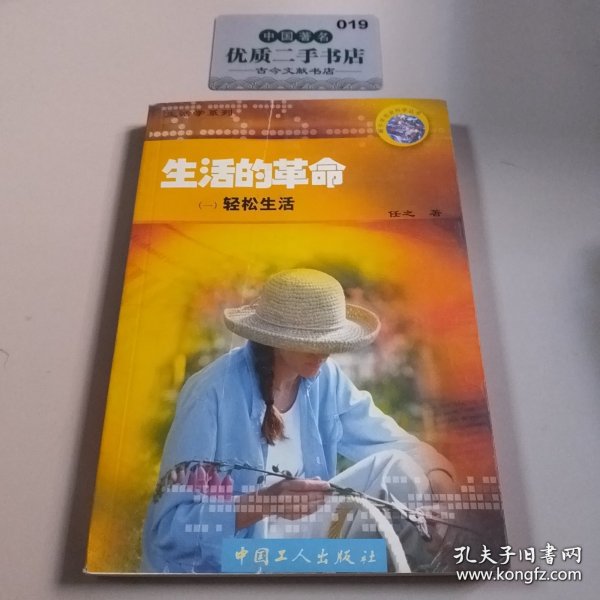 019
中国著名
优质二手书店
古今文献书店
生活的革命
（一）轻松生活
任之 著
中国工人出版社
孔夫子旧书网
www.kongfz.com